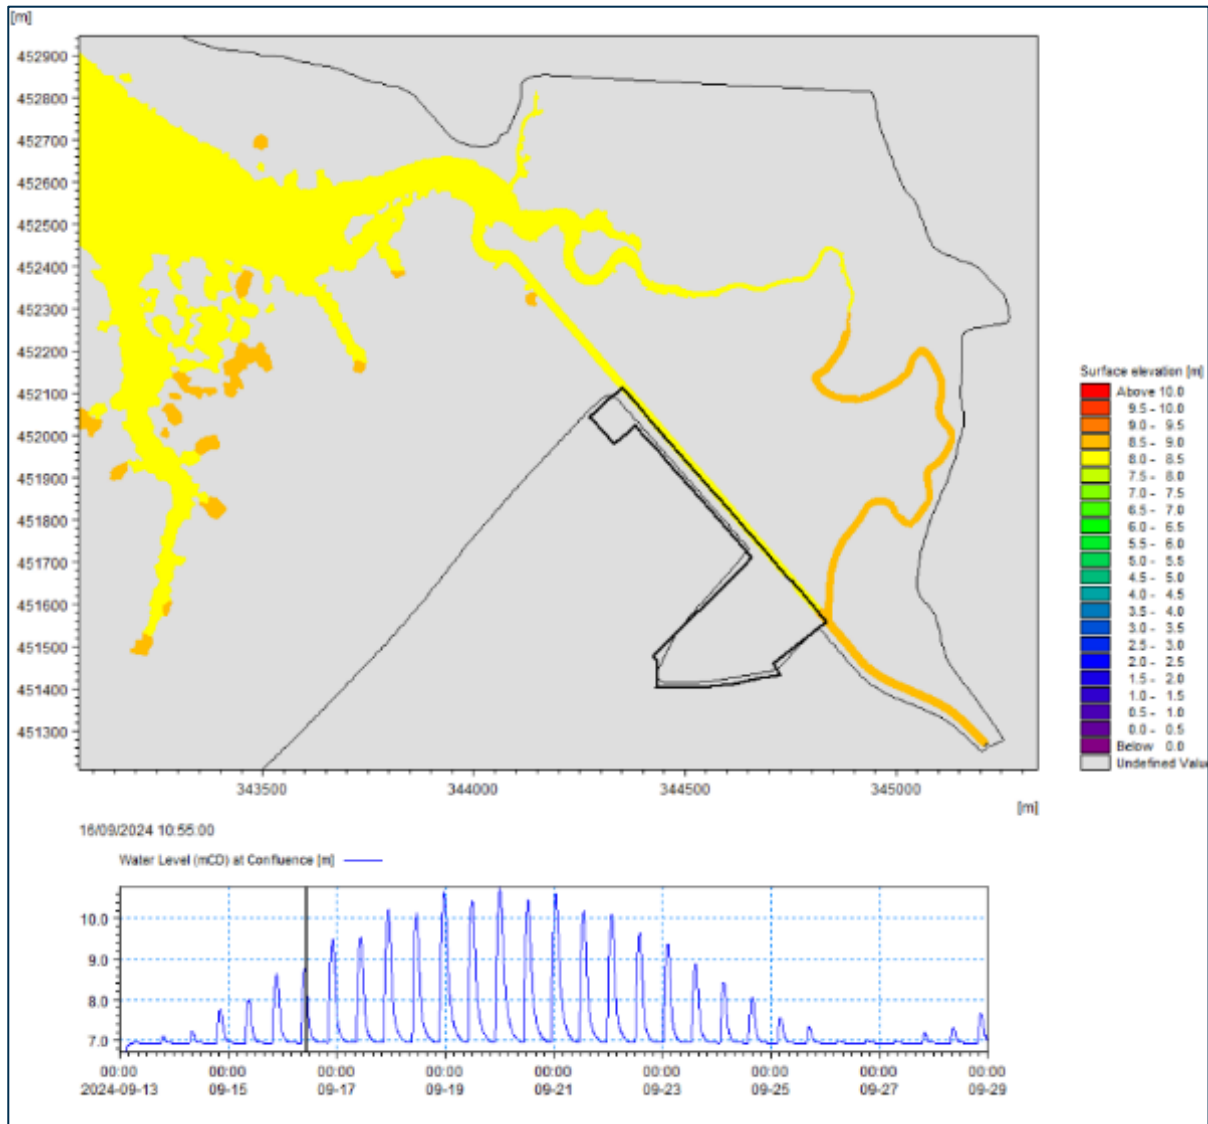 [m]
452900
452800
452700
452600
452500
452400
452300
452200
452100
452000
451900
451800
451700
451600
451500
451400
451300
343500 344000 344500 345000
[m]
Surface elevation [m]
Above 10.0
9.5 - 10.0
9.0 - 9.5
8.5 - 9.0
8.0 - 8.5
7.5 - 8.0
7.0 - 7.5
6.5 - 7.0
6.0 - 6.5
5.5 - 6.0
5.0 - 5.5
4.5 - 5.0
4.0 - 4.5
3.5 - 4.0
3.0 - 3.5
2.5 - 3.0
2.0 - 2.5
1.5 - 2.0
1.0 - 1.5
0.5 - 1.0
0.0 - 0.5
Below 0.0
Undefined Value
16/09/2024 10:55:00
Water Level (mCD) at Confluence [m]
10.0
9.0
8.0
7.0
00:00 00:00 00:00 00:00 00:00 00:00 00:00 00:00 00:00
2024-09-13 09-15 09-17 09-19 09-21 09-23 09-25 09-27 09-29